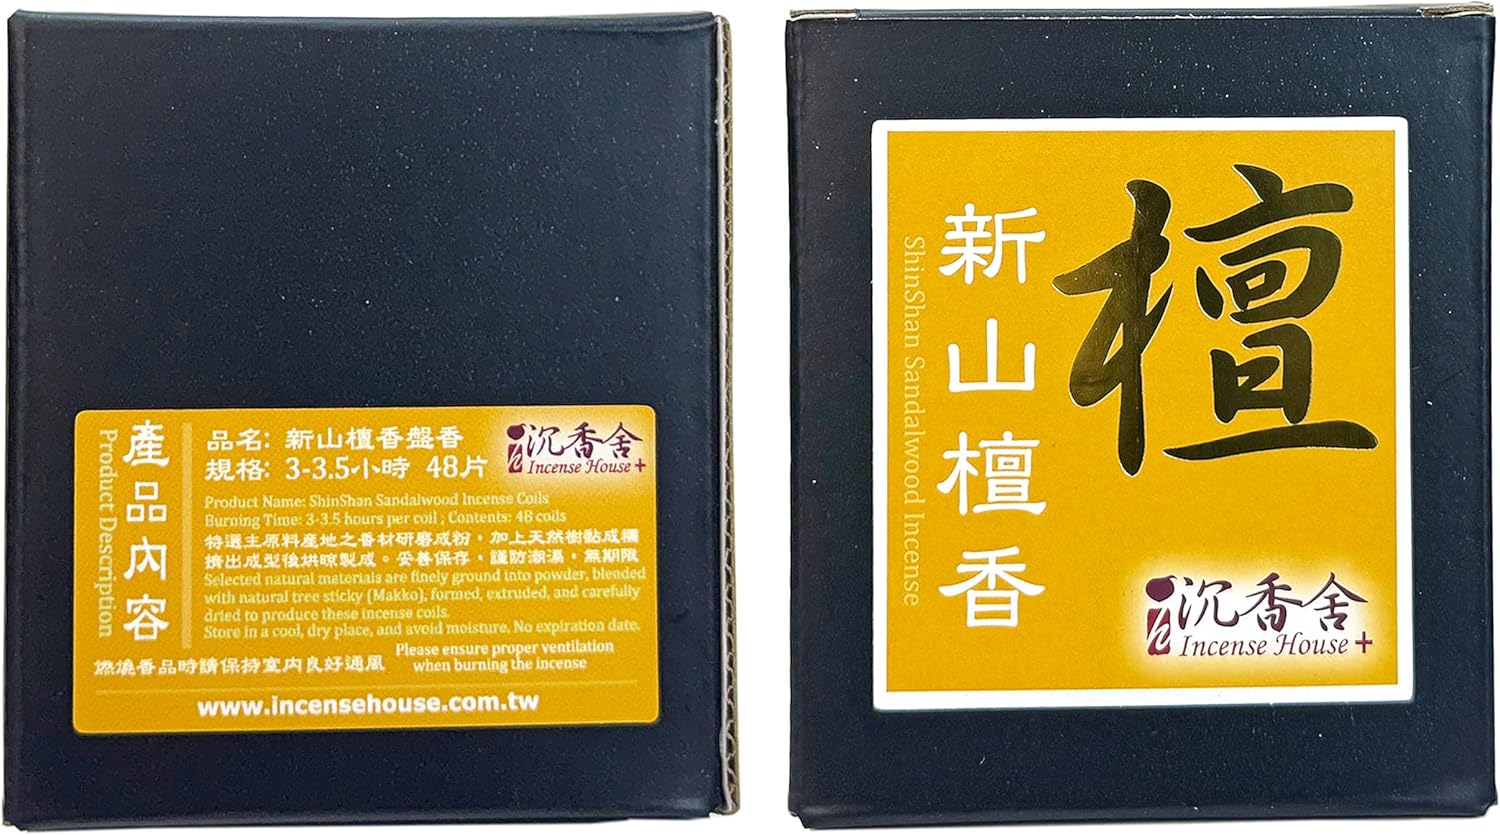 產品內容
Product Description
品名: 新山檀香盤香
規格: 3-3.5小時 48片
沉香舍
Incense House +
Product Name: ShinShan Sandalwood Incense Coils
Burning Time: 3-3.5 hours per coil ; Contents: 48 coils
特選主原料產地之香材研磨成粉，加上天然樹黏成糰
擠出成型後烘晾製成。妥善保存，謹防潮濕，無期限
Selected natural materials are finely ground into powder, blended
with natural tree sticky (Makko), formed, extruded, and carefully
dried to produce these incense coils.
Store in a cool, dry place, and avoid moisture. No expiration date.
燃燒香品時請保持室內良好通風
Please ensure proper ventilation
when burning the incense
www.incensehouse.com.tw
檀
新山檀香
ShinShan Sandalwood Incense
沉香舍
Incense House +